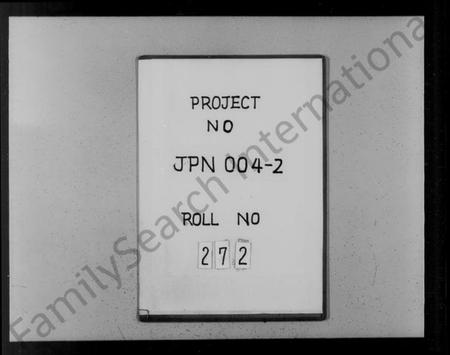 PROJECT
NO
JPN 004-2
ROLL NO
272
FamilySearch International